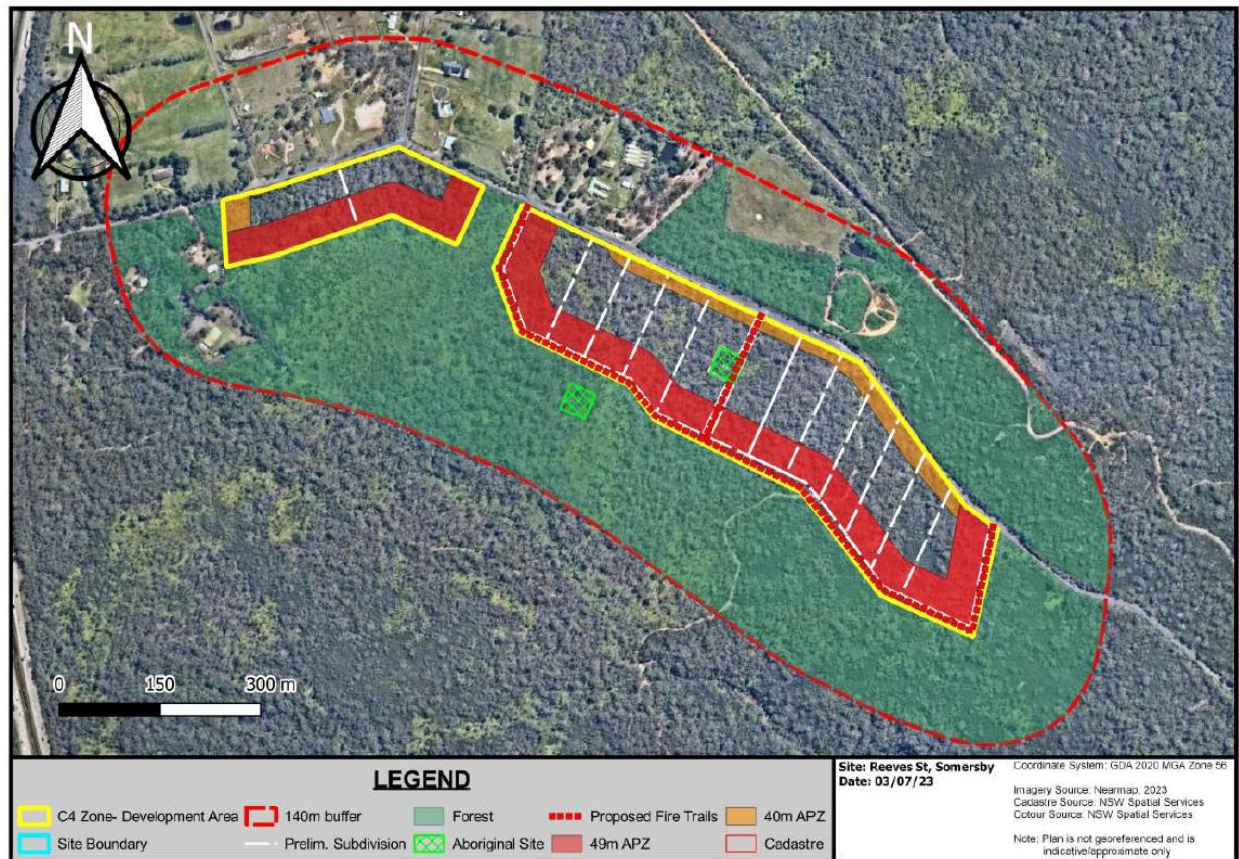 N
0 150 300 m
LEGEND
C4 Zone- Development Area
140m buffer
Forest
Proposed Fire Trails
40m APZ
Site Boundary
Prelim. Subdivision
Aboriginal Site
49m APZ
Cadastre
Site: Reeves St, Somersby
Date: 03/07/23
Coordinate System: GDA 2020 MGA Zone 56
Imagery Source: Nearmap, 2023
Cadastre Source: NSW Spatial Services
Cotour Source: NSW Spatial Services
Note: Plan is not georeferenced and is
indicative/approximate only